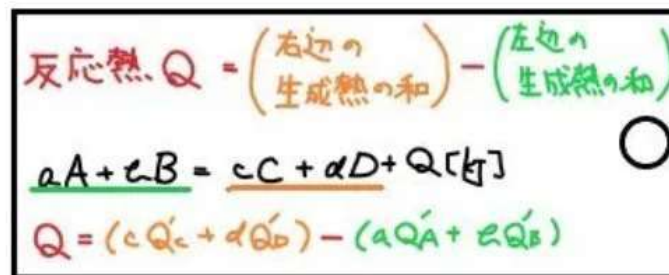 反応熱 Q = (右辺の生成熱の和) - (左辺の生成熱の和)
aA + bB = cC + dD + Q [kJ]
Q = (cQ'c + dQ'D) - (aQ'A + bQ'B)